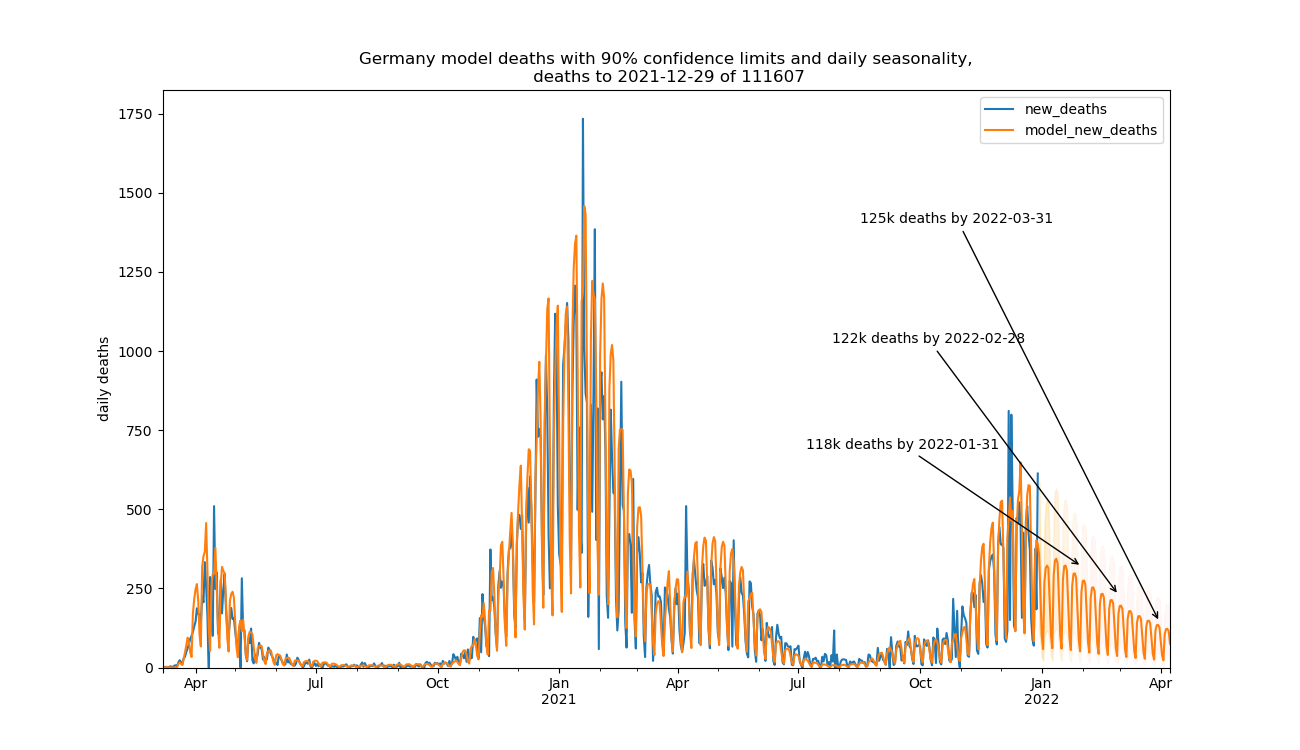 Germany model deaths with 90% confidence limits and daily seasonality,
deaths to 2021-12-29 of 111607
new_deaths
model_new_deaths
1750
1500
1250
1000
750
500
250
0
daily deaths
125k deaths by 2022-03-31
122k deaths by 2022-02-28
118k deaths by 2022-01-31
Apr Jul Oct Jan Apr Jul Oct Jan Apr
2021 2022